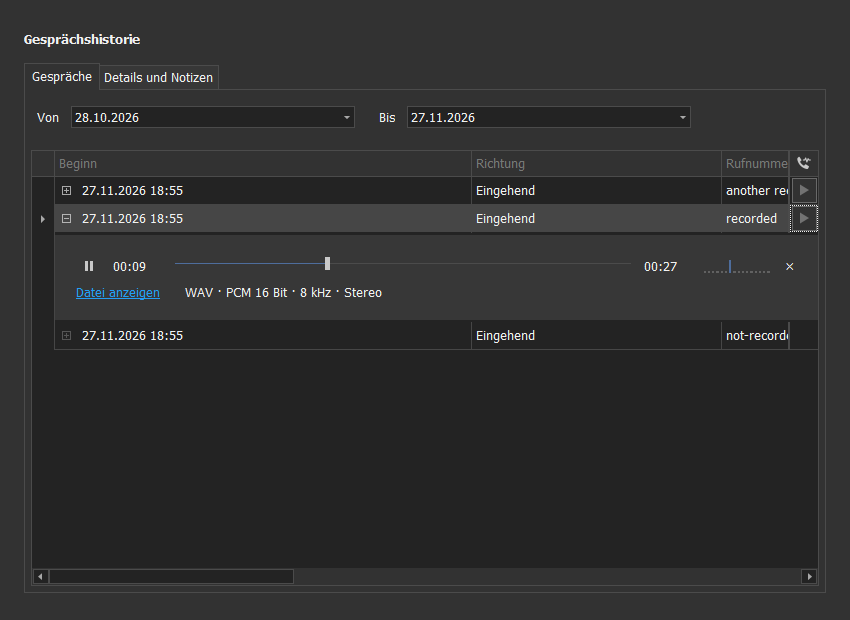 Gesprächshistorie
Gespräche Details und Notizen
Von 28.10.2026 Bis 27.11.2026
Beginn Richtung Rufnumme
27.11.2026 18:55 Eingehend another re
27.11.2026 18:55 Eingehend recorded
00:09 00:27
Datei anzeigen WAV · PCM 16 Bit · 8 kHz · Stereo
27.11.2026 18:55 Eingehend not-record